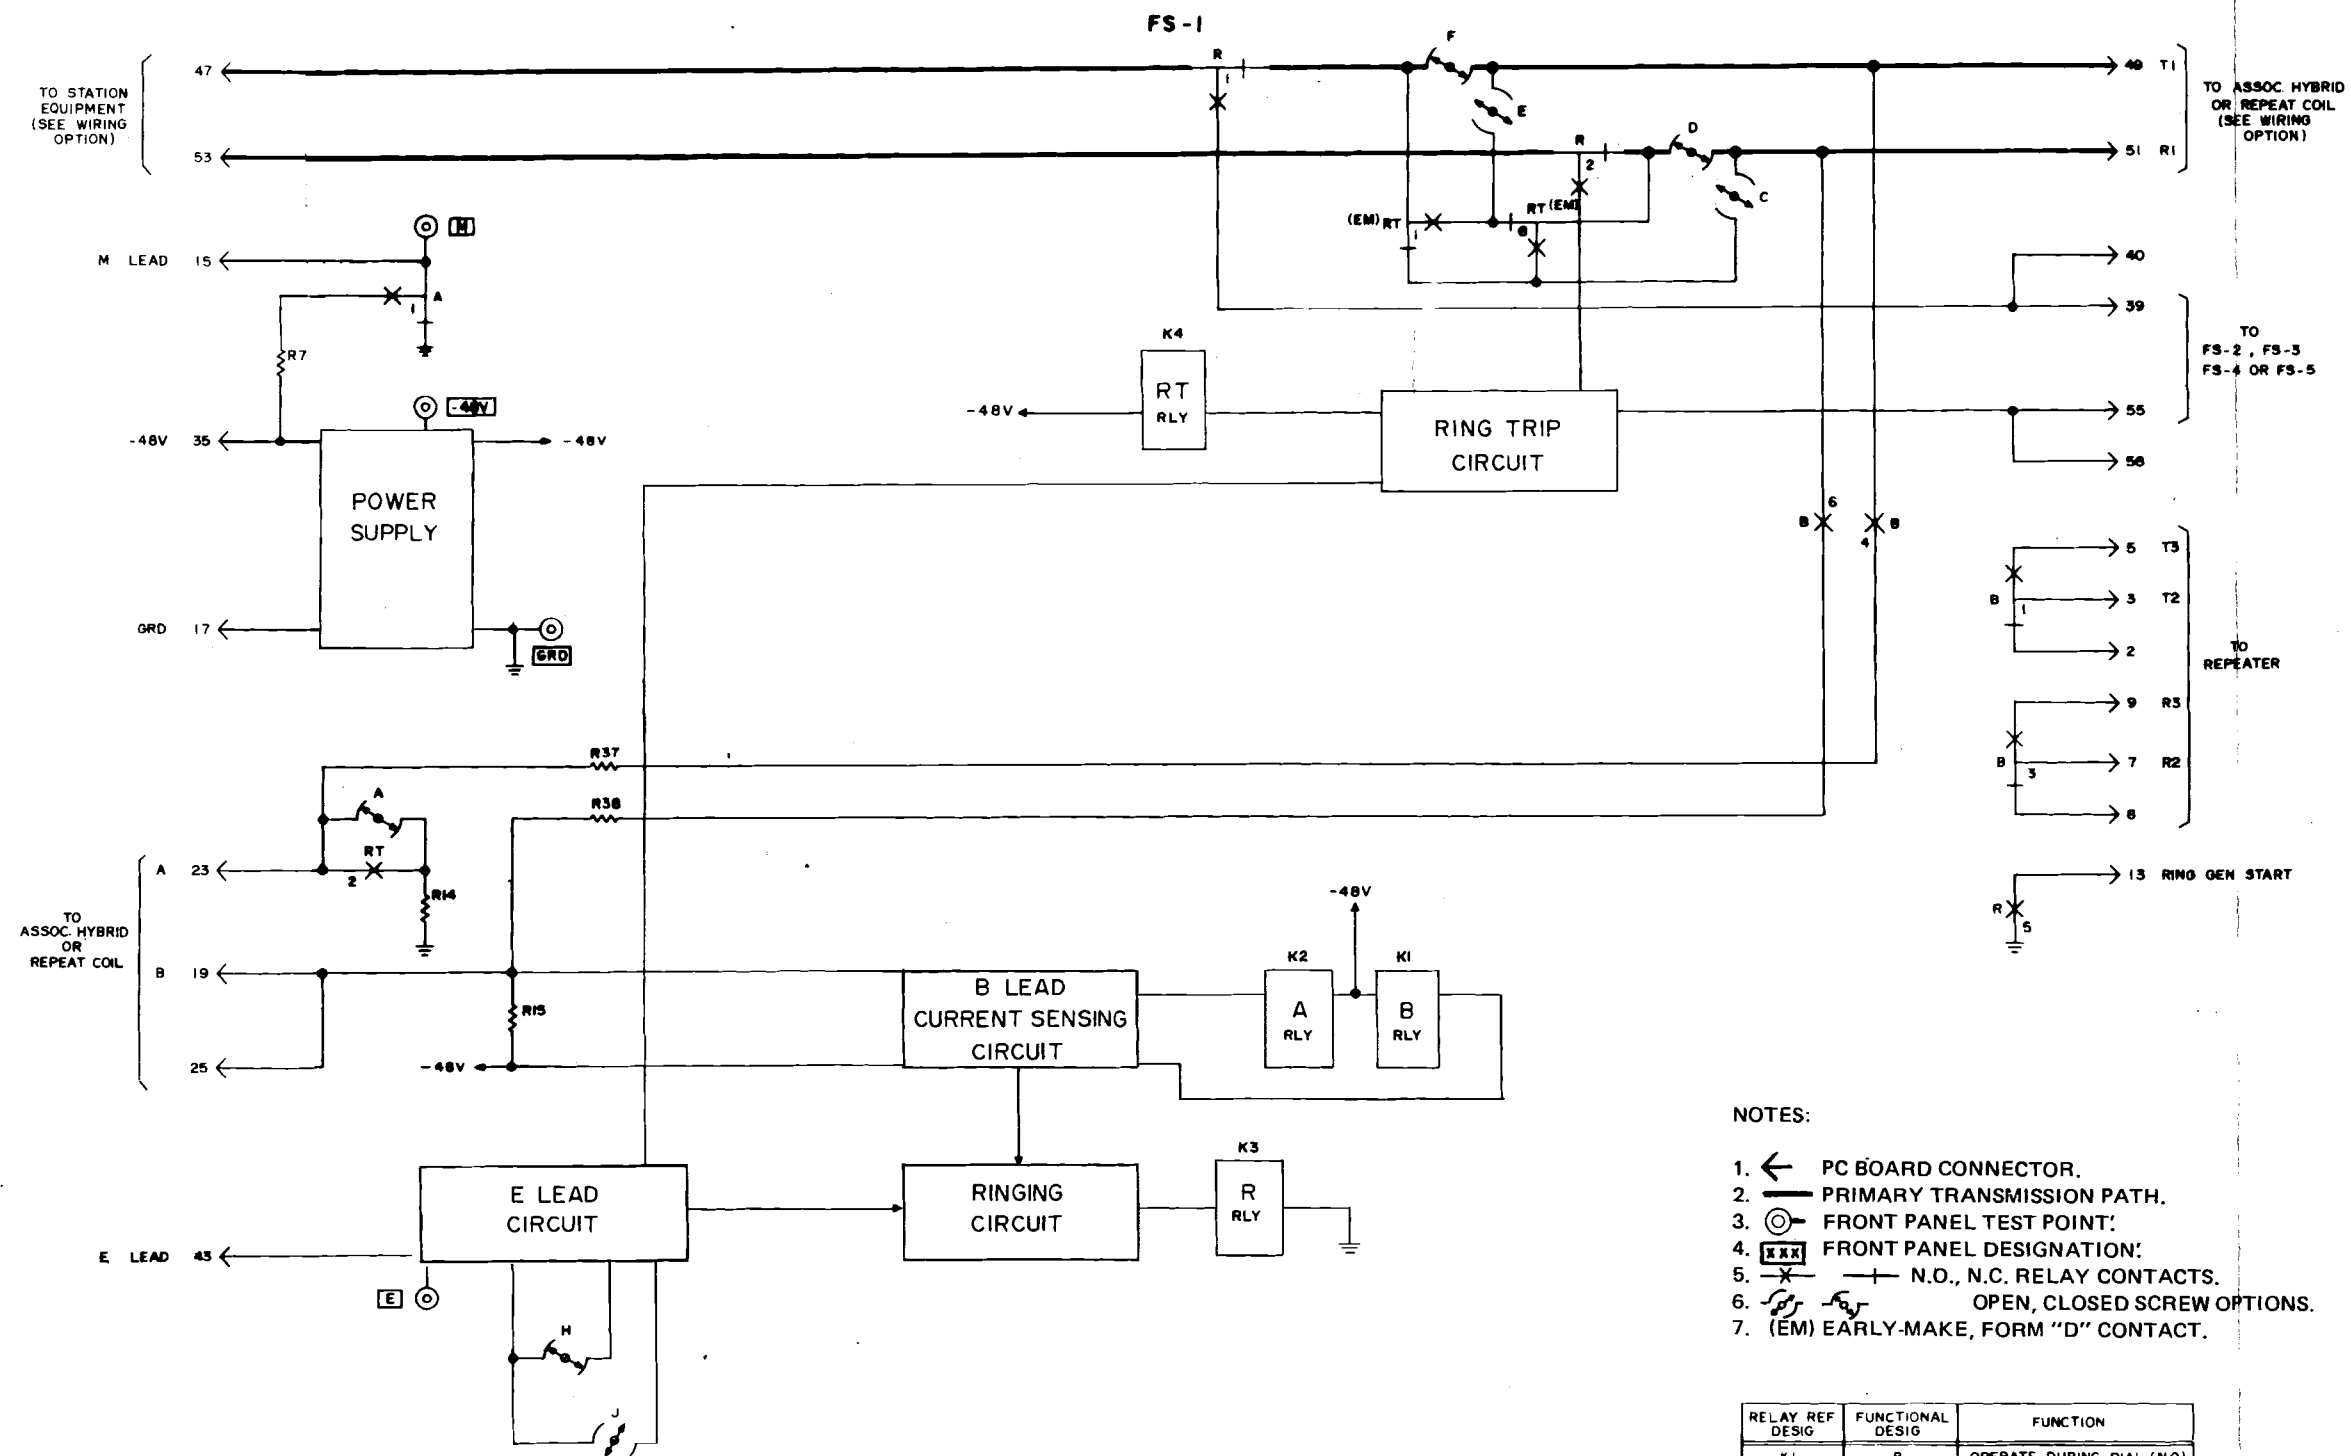 FS-1
TO STATION
EQUIPMENT
(SEE WIRING
OPTION)
47
53
R
1
F
E
R
2
D
C
(EM) RT
1
RT (EM)
6
49 T1
51 R1
TO ASSOC. HYBRID
OR REPEAT COIL
(SEE WIRING
OPTION)
M
M LEAD 15
A
1
R7
-48V
-48V 35
-48V
POWER
SUPPLY
GRD 17
GRD
K4
RT
RLY
-48V
RING TRIP
CIRCUIT
40
39
55
56
TO
FS-2, FS-3
FS-4 OR FS-5
B
6
B
4
5 T3
3 T2
2
B
1
9 R3
7 R2
8
B
3
TO
REPEATER
13 RING GEN START
R
5
R37
R38
A
RT
2
R14
A 23
TO
ASSOC. HYBRID
OR
REPEAT COIL
B 19
25
R15
-48V
B LEAD
CURRENT SENSING
CIRCUIT
-48V
K2
A
RLY
K1
B
RLY
E LEAD
CIRCUIT
RINGING
CIRCUIT
K3
R
RLY
E LEAD 43
E
H
J
NOTES:
1. PC BOARD CONNECTOR.
2. PRIMARY TRANSMISSION PATH.
3. FRONT PANEL TEST POINT.
4. XXX FRONT PANEL DESIGNATION.
5. N.O., N.C. RELAY CONTACTS.
6. OPEN, CLOSED SCREW OPTIONS.
7. (EM) EARLY-MAKE, FORM "D" CONTACT.
RELAY REF DESIG
FUNCTIONAL DESIG
FUNCTION
K1 B OPERATE DURING DIAL (NO)